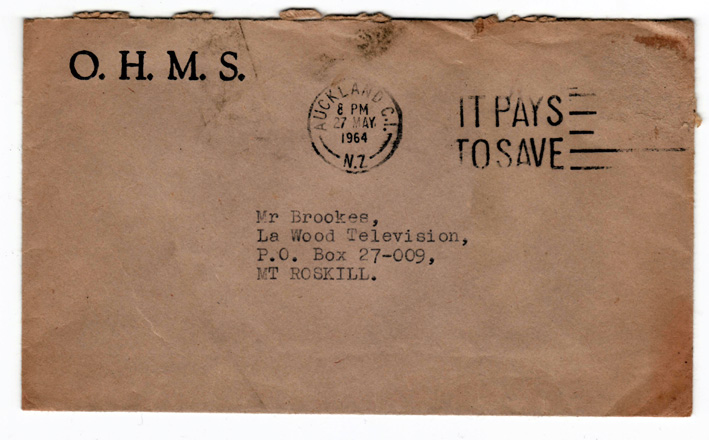 O. H. M. S.
AUCKLAND C.1.
8 PM
27 MAY
1964
N.Z.
IT PAYS
TO SAVE
Mr Brookes,
La Wood Television,
P.O. Box 27-009,
MT ROSKILL.